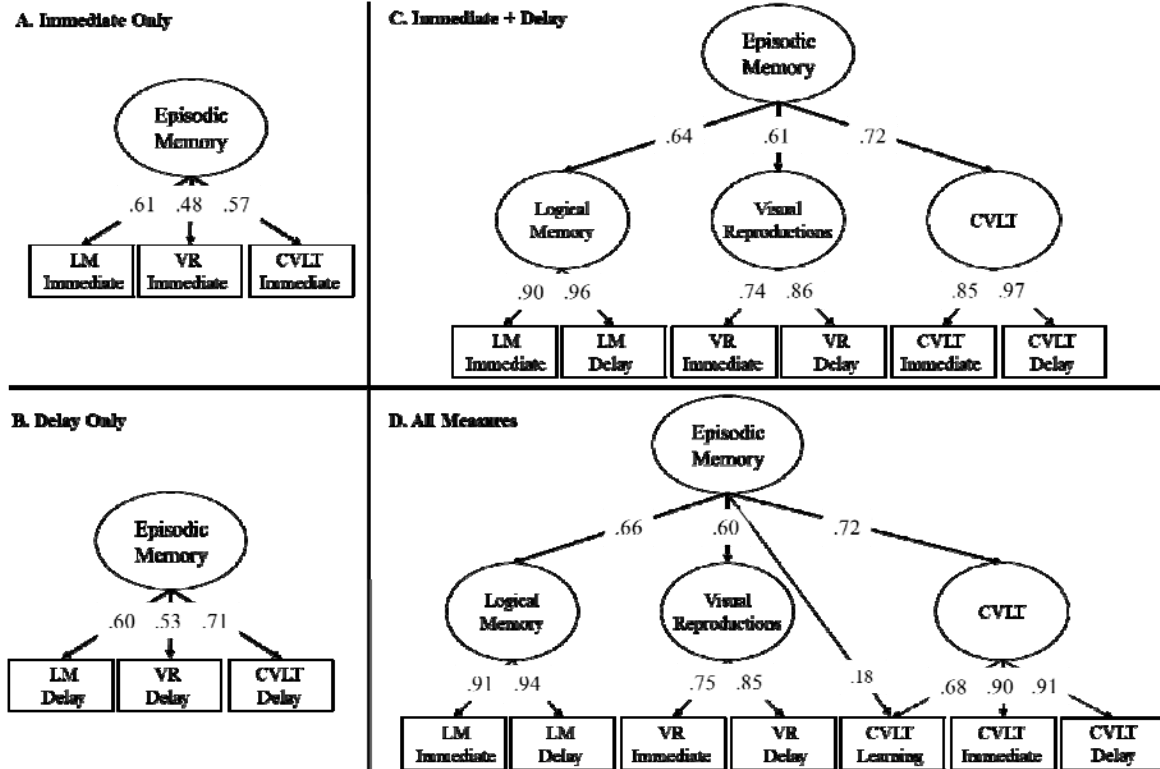 A. Immediate Only
Episodic
Memory
.61 .48 .57
LM
Immediate
VR
Immediate
CVLT
Immediate
B. Delay Only
Episodic
Memory
.60 .53 .71
LM
Delay
VR
Delay
CVLT
Delay
C. Immediate + Delay
Episodic
Memory
.64 .61 .72
Logical
Memory
Visual
Reproductions
CVLT
.90 .96 .74 .86 .85 .97
LM
Immediate
LM
Delay
VR
Immediate
VR
Delay
CVLT
Immediate
CVLT
Delay
D. All Measures
Episodic
Memory
.66 .60 .72
Logical
Memory
Visual
Reproductions
CVLT
.91 .94 .75 .85 .18 .68 .90 .91
LM
Immediate
LM
Delay
VR
Immediate
VR
Delay
CVLT
Learning
CVLT
Immediate
CVLT
Delay